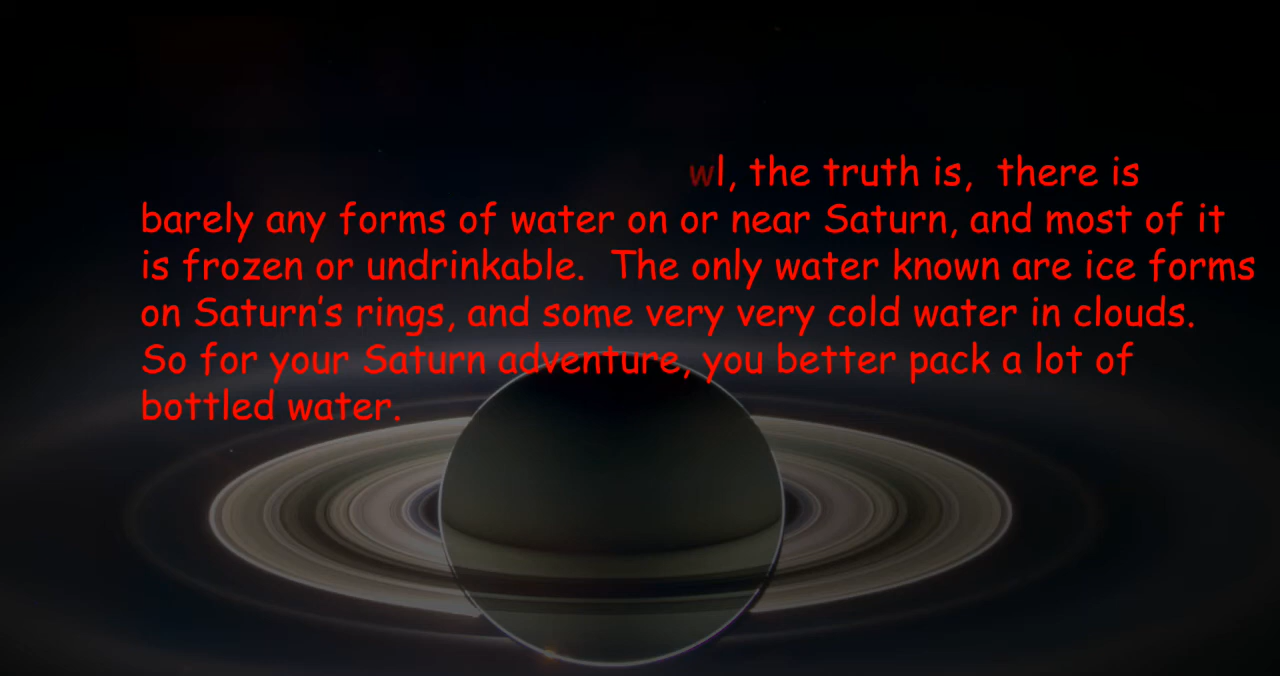 wl, the truth is, there is
barely any forms of water on or near Saturn, and most of it
is frozen or undrinkable. The only water known are ice forms
on Saturn's rings, and some very very cold water in clouds.
So for your Saturn adventure, you better pack a lot of
bottled water.